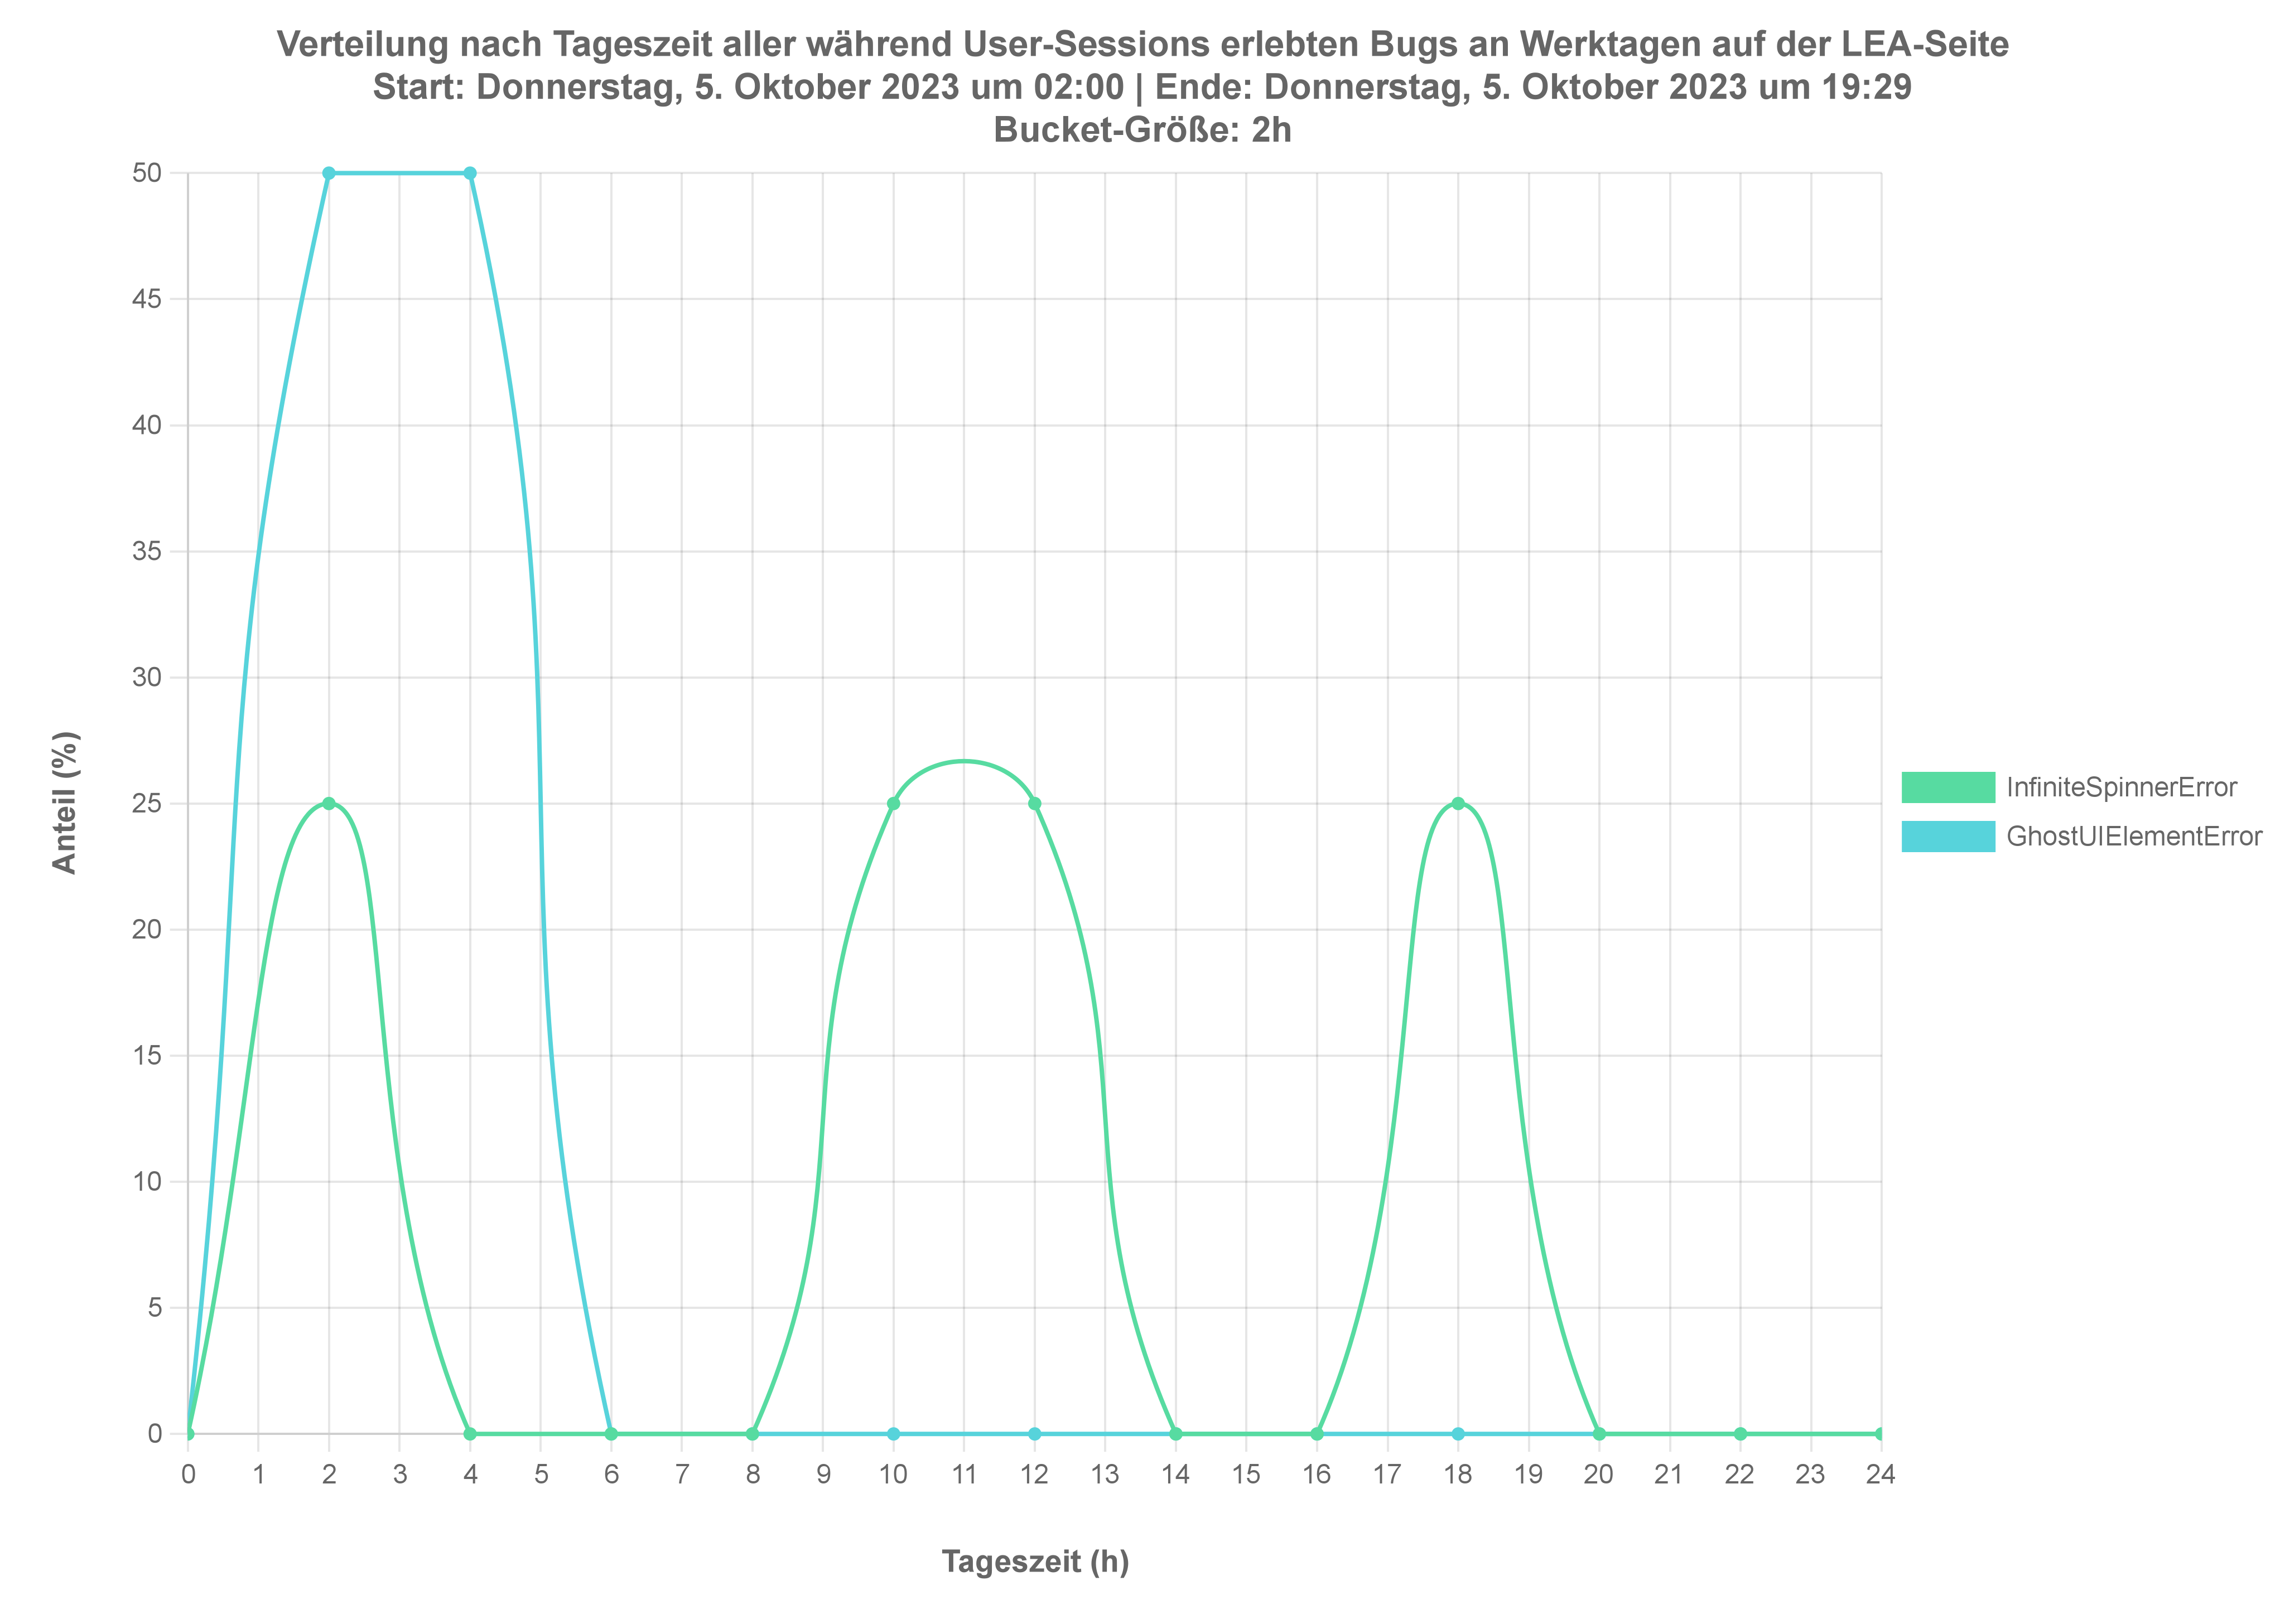 Verteilung nach Tageszeit aller während User-Sessions erlebten Bugs an Werktagen auf der LEA-Seite
Start: Donnerstag, 5. Oktober 2023 um 02:00 | Ende: Donnerstag, 5. Oktober 2023 um 19:29
Bucket-Größe: 2h
50
45
40
35
30
25
20
15
10
5
0
Anteil (%)
0 1 2 3 4 5 6 7 8 9 10 11 12 13 14 15 16 17 18 19 20 21 22 23 24
Tageszeit (h)
InfiniteSpinnerError
GhostUIElementError